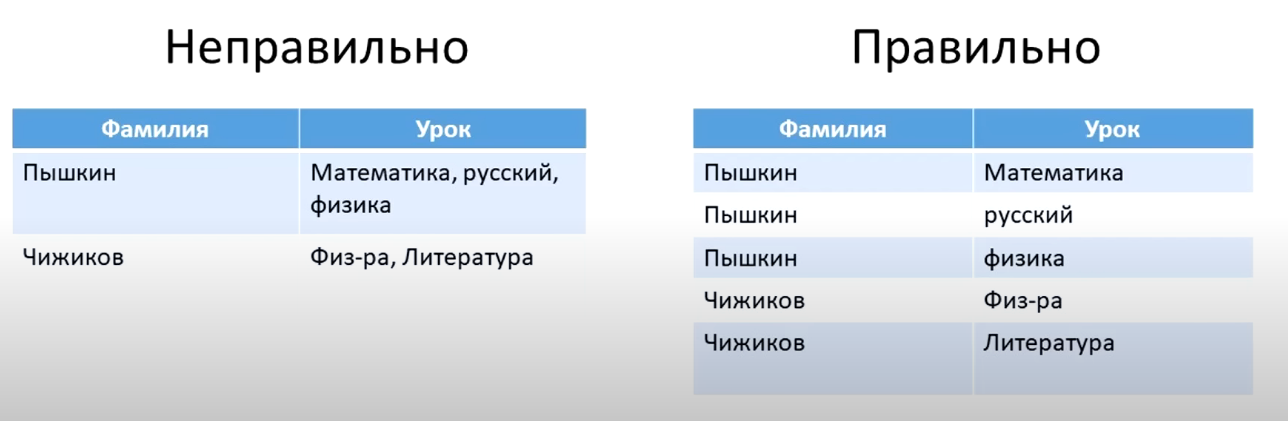 Неправильно
Фамилия Урок
Пышкин Математика, русский,
физика
Чижиков Физ-ра, Литература
Правильно
Фамилия Урок
Пышкин Математика
Пышкин русский
Пышкин физика
Чижиков Физ-ра
Чижиков Литература